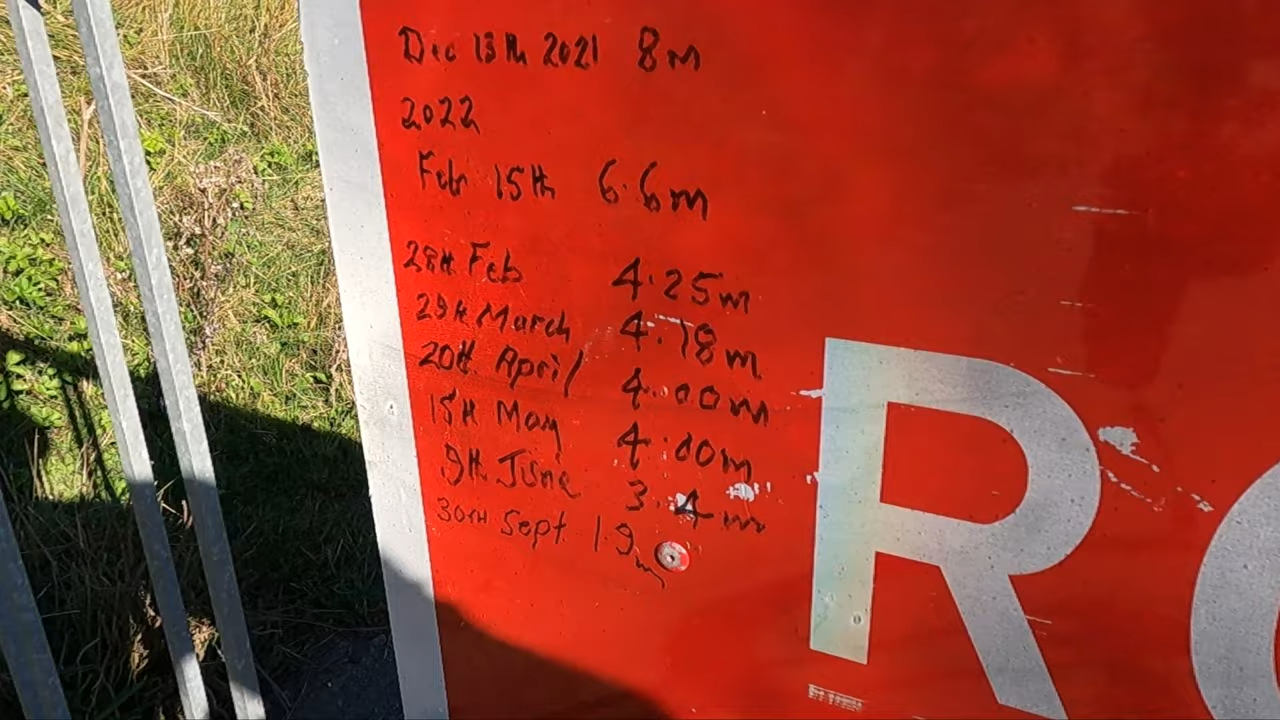 Dec 13th 2021 8m
2022
Feb 15th 6.6m
28th Feb 4.25m
29th March 4.18m
20th April 4.00m
15th May 4.00m
9th June 3.4m
30th Sept 1.9m
RO